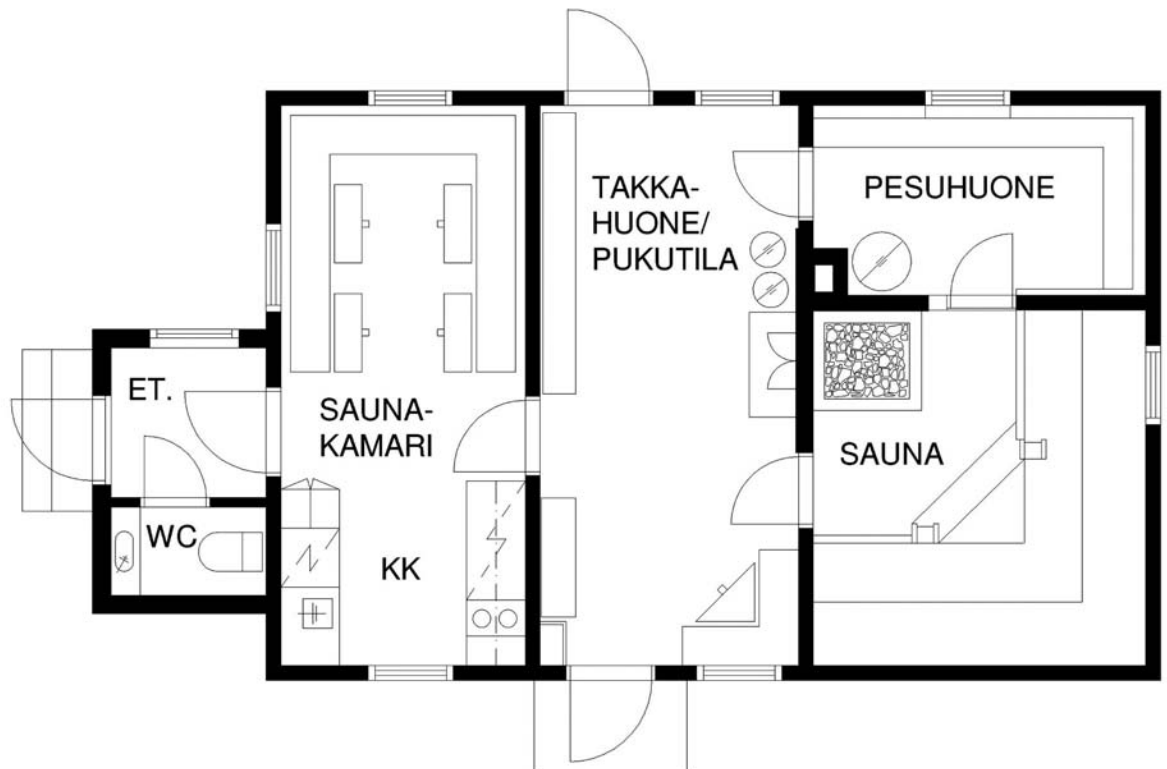 TAKKA-
HUONE/
PUKUTILA
PESUHUONE
ET.
SAUNA-
KAMARI
SAUNA
WC
KK